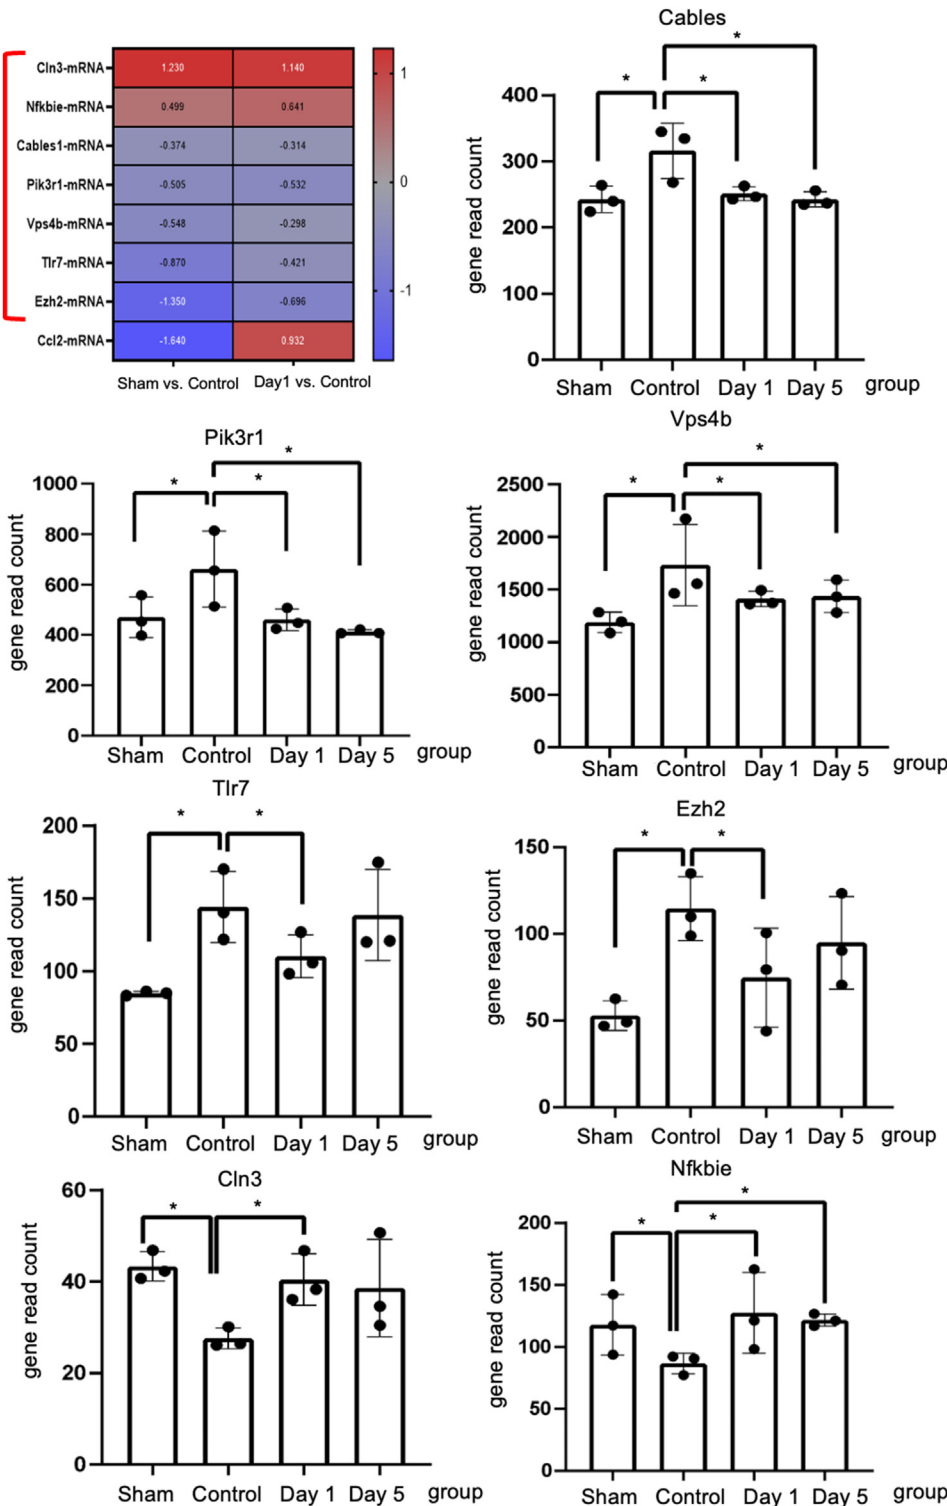 Cln3-mRNA 1.230 1.140 1
Nfkbie-mRNA 0.499 0.641
Cables1-mRNA -0.374 -0.314
Pik3r1-mRNA -0.505 -0.532 0
Vps4b-mRNA -0.548 -0.298
Tlr7-mRNA -0.870 -0.421
Ezh2-mRNA -1.350 -0.696 -1
Ccl2-mRNA -1.640 0.932
Sham vs. Control Day1 vs. Control
Cables
*
* *
gene read count
400
300
200
100
0
Sham Control Day 1 Day 5 group
Pik3r1
*
* *
gene read count
1000
800
600
400
200
0
Sham Control Day 1 Day 5 group
Vps4b
*
* *
gene read count
2500
2000
1500
1000
500
0
Sham Control Day 1 Day 5 group
Tlr7
* *
gene read count
200
150
100
50
0
Sham Control Day 1 Day 5 group
Ezh2
* *
gene read count
150
100
50
0
Sham Control Day 1 Day 5 group
Cln3
* *
gene read count
60
40
20
0
Sham Control Day 1 Day 5 group
Nfkbie
*
* *
gene read count
200
150
100
50
0
Sham Control Day 1 Day 5 group